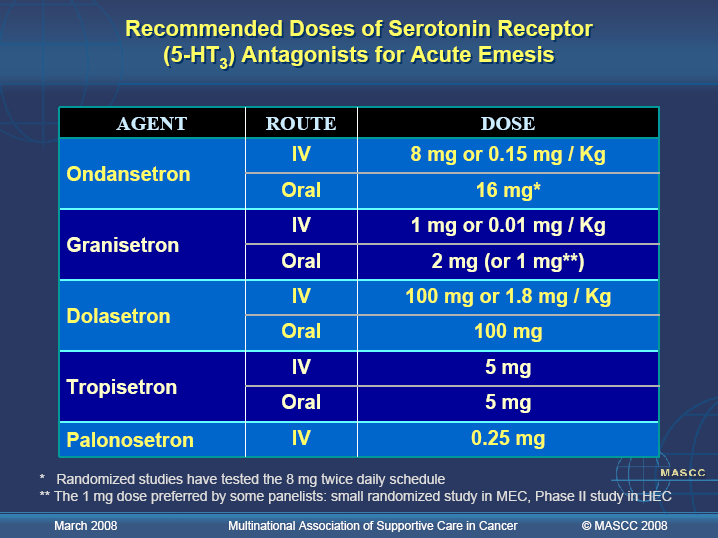 Recommended Doses of Serotonin Receptor
(5-HT3) Antagonists for Acute Emesis
AGENT ROUTE DOSE
Ondansetron IV 8 mg or 0.15 mg / Kg
Oral 16 mg*
Granisetron IV 1 mg or 0.01 mg / Kg
Oral 2 mg (or 1 mg**)
Dolasetron IV 100 mg or 1.8 mg / Kg
Oral 100 mg
Tropisetron IV 5 mg
Oral 5 mg
Palonosetron IV 0.25 mg
MASCC
* Randomized studies have tested the 8 mg twice daily schedule
** The 1 mg dose preferred by some panelists: small randomized study in MEC, Phase II study in HEC
March 2008 Multinational Association of Supportive Care in Cancer © MASCC 2008